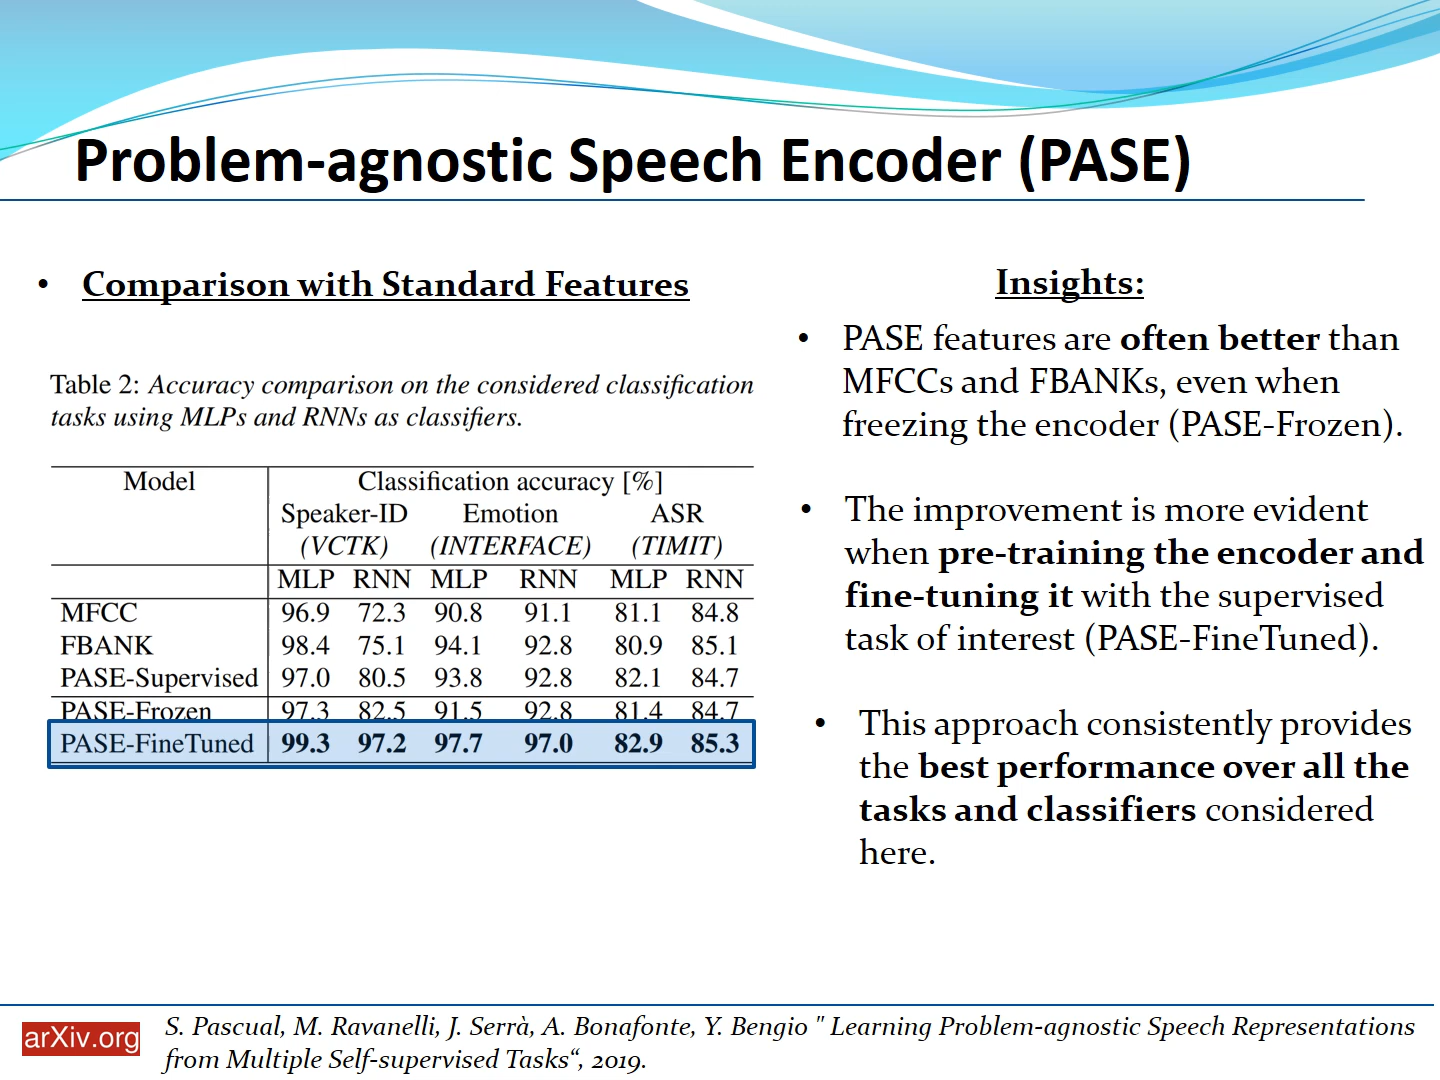 Problem-agnostic Speech Encoder (PASE)
• Comparison with Standard Features
Table 2: Accuracy comparison on the considered classification
tasks using MLPs and RNNs as classifiers.
Model Classification accuracy [%]
Speaker-ID Emotion ASR
(VCTK) (INTERFACE) (TIMIT)
MLP RNN MLP RNN MLP RNN
MFCC 96.9 72.3 90.8 91.1 81.1 84.8
FBANK 98.4 75.1 94.1 92.8 80.9 85.1
PASE-Supervised 97.0 80.5 93.8 92.8 82.1 84.7
PASE-Frozen 97.3 82.5 91.5 92.8 81.4 84.7
PASE-FineTuned 99.3 97.2 97.7 97.0 82.9 85.3
Insights:
• PASE features are often better than
MFCCs and FBANKs, even when
freezing the encoder (PASE-Frozen).
• The improvement is more evident
when pre-training the encoder and
fine-tuning it with the supervised
task of interest (PASE-FineTuned).
• This approach consistently provides
the best performance over all the
tasks and classifiers considered
here.
arXiv.org
S. Pascual, M. Ravanelli, J. Serrà, A. Bonafonte, Y. Bengio " Learning Problem-agnostic Speech Representations
from Multiple Self-supervised Tasks“, 2019.